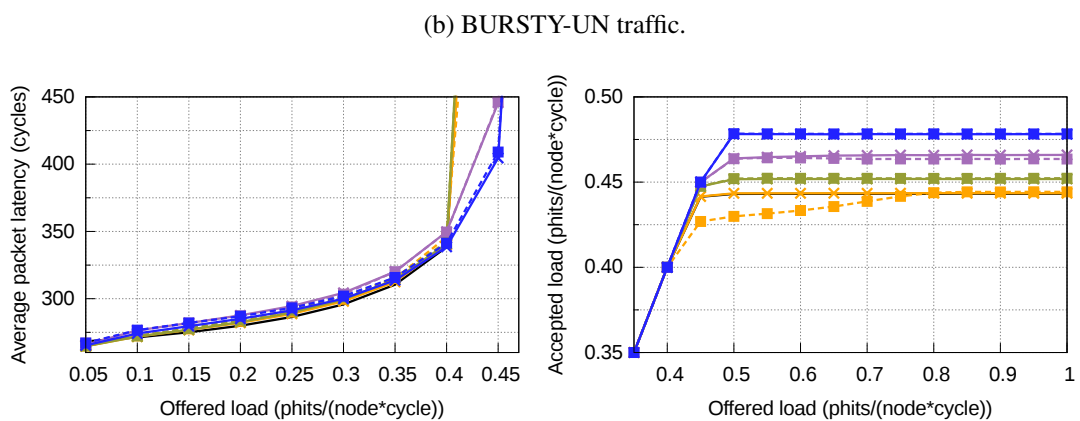 (b) BURSTY-UN traffic.
Average packet latency (cycles)
450
400
350
300
0.05 0.1 0.15 0.2 0.25 0.3 0.35 0.4 0.45
Offered load (phits/(node*cycle))
Accepted load (phits/(node*cycle))
0.50
0.45
0.40
0.35
0.4 0.5 0.6 0.7 0.8 0.9 1
Offered load (phits/(node*cycle))